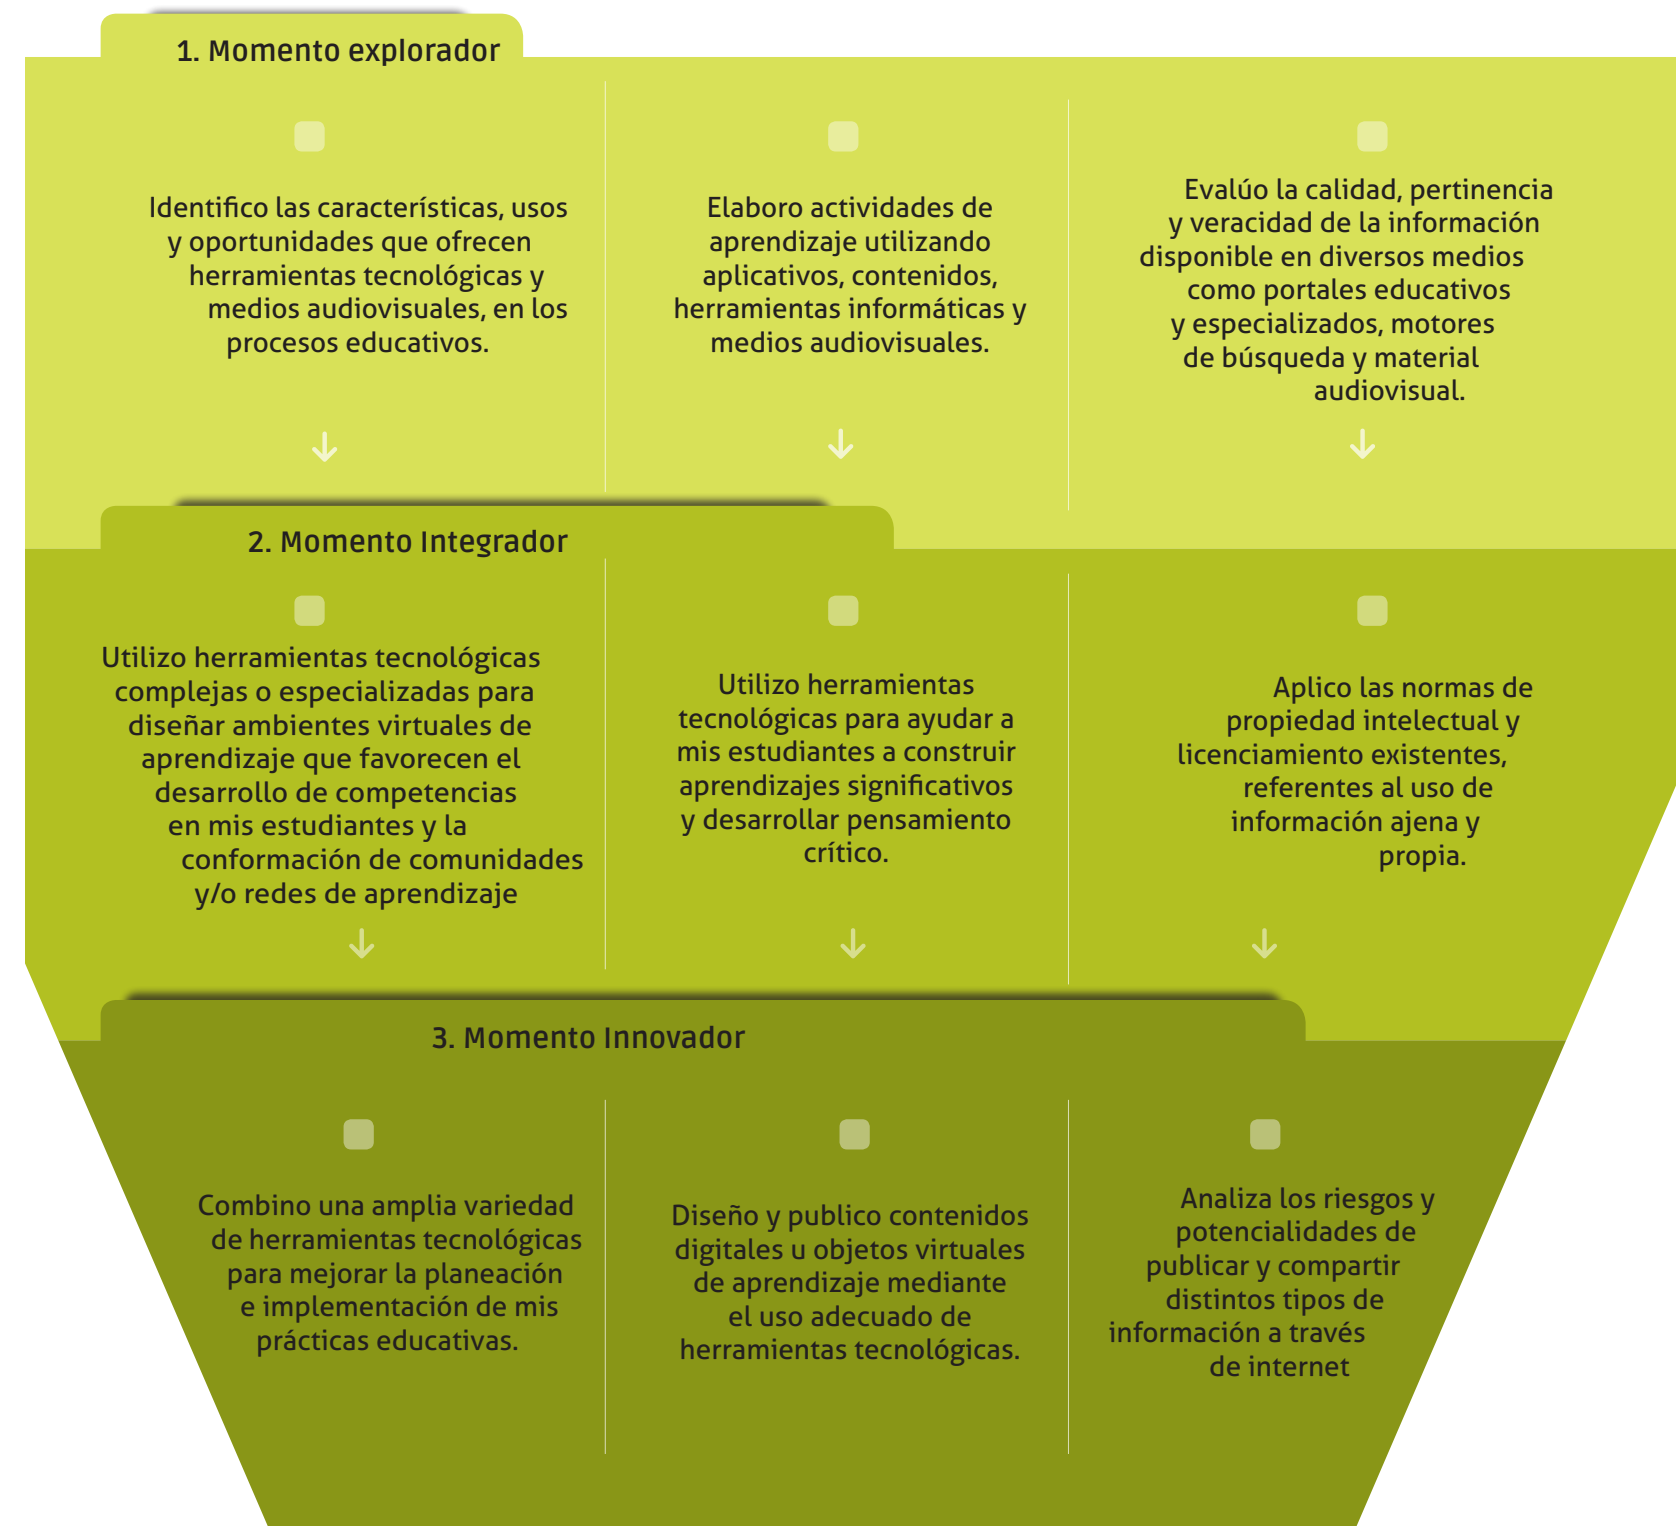 1. Momento explorador
Identifico las características, usos
y oportunidades que ofrecen
herramientas tecnológicas y
medios audiovisuales, en los
procesos educativos.
Elaboro actividades de
aprendizaje utilizando
aplicativos, contenidos,
herramientas informáticas y
medios audiovisuales.
Evalúo la calidad, pertinencia
y veracidad de la información
disponible en diversos medios
como portales educativos
y especializados, motores
de búsqueda y material
audiovisual.
2. Momento Integrador
Utilizo herramientas tecnológicas
complejas o especializadas para
diseñar ambientes virtuales de
aprendizaje que favorecen el
desarrollo de competencias
en mis estudiantes y la
conformación de comunidades
y/o redes de aprendizaje
Utilizo herramientas
tecnológicas para ayudar a
mis estudiantes a construir
aprendizajes significativos
y desarrollar pensamiento
crítico.
Aplico las normas de
propiedad intelectual y
licenciamiento existentes,
referentes al uso de
información ajena y
propia.
3. Momento Innovador
Combino una amplia variedad
de herramientas tecnológicas
para mejorar la planeación
e implementación de mis
prácticas educativas.
Diseño y publico contenidos
digitales u objetos virtuales
de aprendizaje mediante
el uso adecuado de
herramientas tecnológicas.
Analiza los riesgos y
potencialidades de
publicar y compartir
distintos tipos de
información a través
de internet